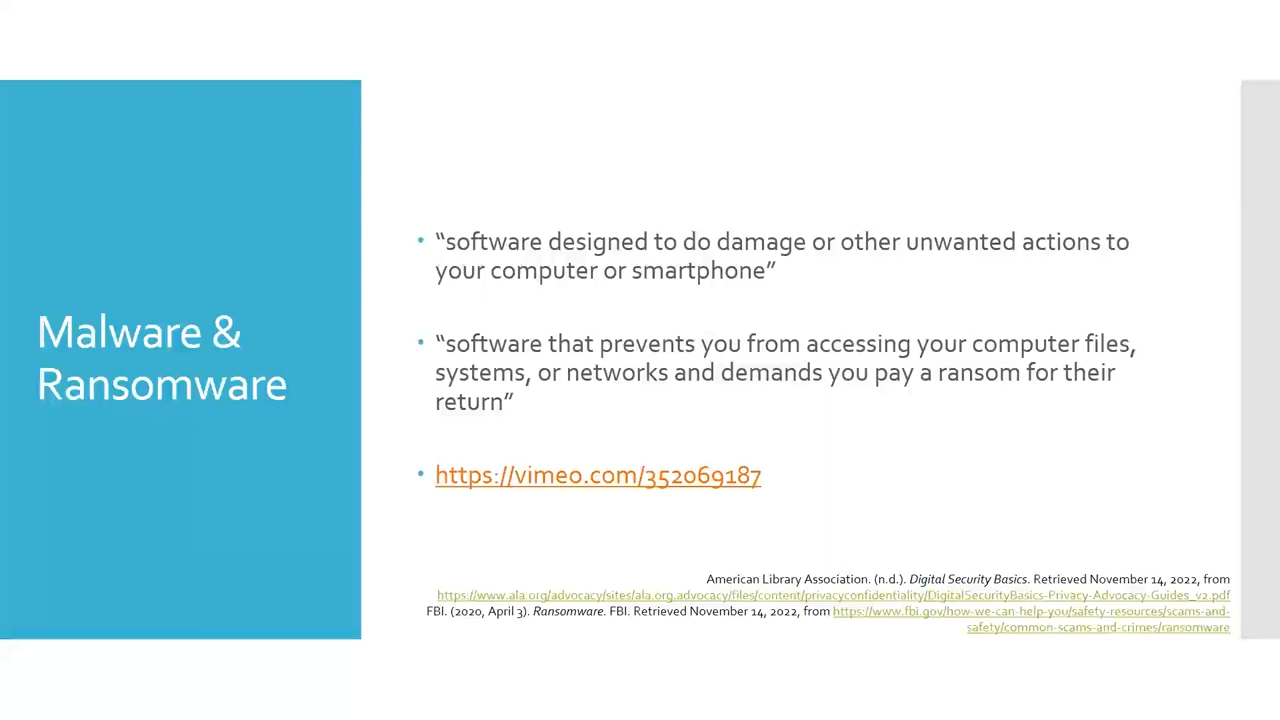 Malware &
Ransomware
• “software designed to do damage or other unwanted actions to
your computer or smartphone”
• “software that prevents you from accessing your computer files,
systems, or networks and demands you pay a ransom for their
return”
• https://vimeo.com/352069187
American Library Association. (n.d.). Digital Security Basics. Retrieved November 14, 2022, from
https://www.ala.org/advocacy/sites/ala.org.advocacy/files/content/privacyconfidentiality/DigitalSecurityBasics-Privacy-Advocacy-Guides_v2.pdf
FBI. (2020, April 3). Ransomware. FBI. Retrieved November 14, 2022, from https://www.fbi.gov/how-we-can-help-you/safety-resources/scams-and-
safety/common-scams-and-crimes/ransomware